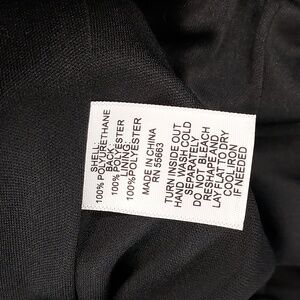 SHELL:
100% POLYURETHANE
BACK:
100% POLYESTER
LINING:
100%POLYESTER
MADE IN CHINA
RN 55663
TURN INSIDE OUT
HAND WASH COLD
SEPARATELY
DO NOT BLEACH
RESHAPE AND
LAY FLAT TO DRY
COOL IRON
IF NEEDED